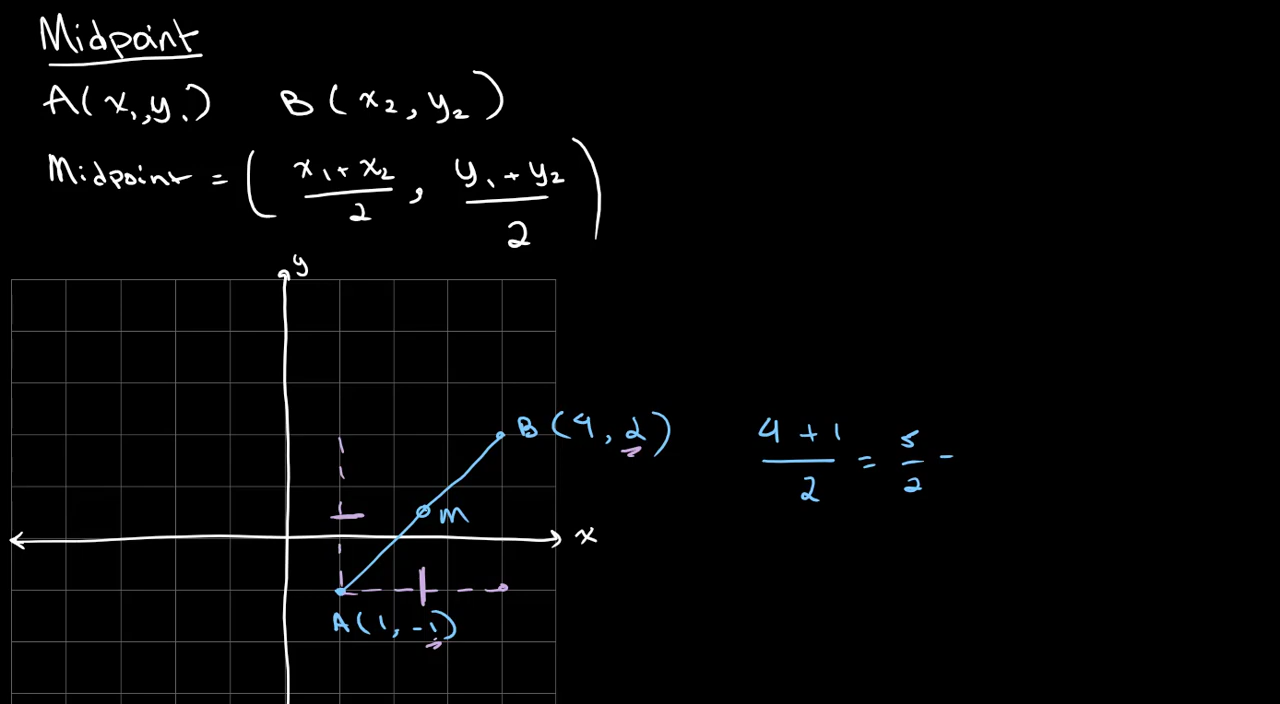 Midpoint
A(x₁,y₁) B(x₂,y₂)
Midpoint = ( (x₁+x₂)/2 , (y₁+y₂)/2 )
y
B(4,2)
4+1/2 = 5/2 =
m
x
A(1,-1)